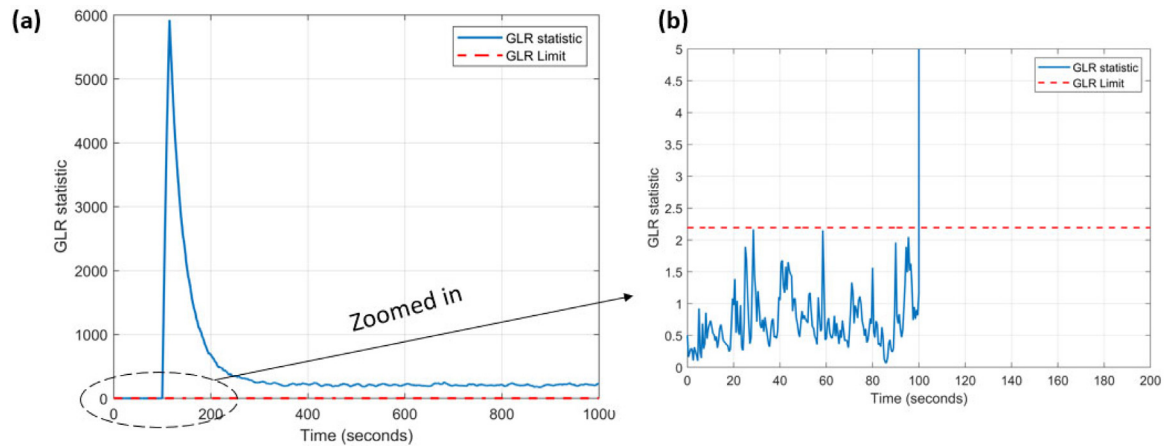 (a)
6000
5000
4000
3000
2000
1000
0
GLR statistic
GLR statistic
GLR Limit
Zoomed in
0 200 400 600 800 1000
Time (seconds)
(b)
5
4.5
4
3.5
3
2.5
2
1.5
1
0.5
0
GLR statistic
GLR statistic
GLR Limit
0 20 40 60 80 100 120 140 160 180 200
Time (seconds)